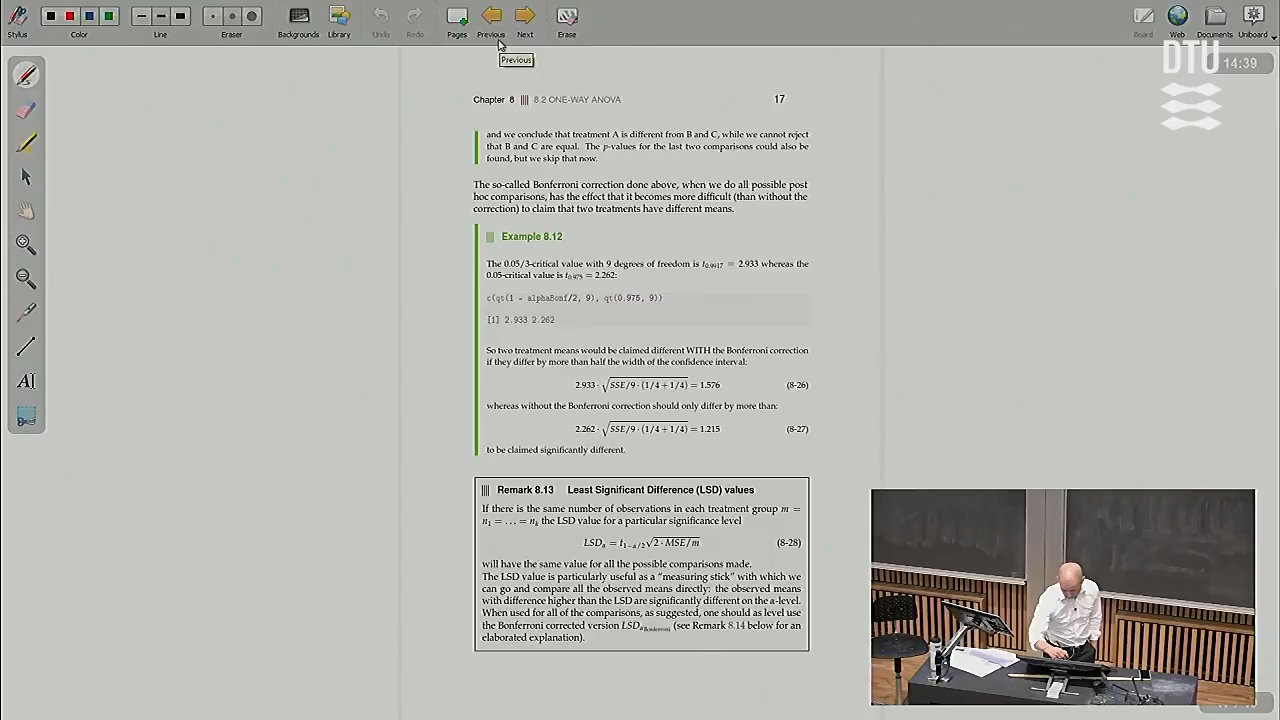 Stylus
Color
Line
Eraser
Backgrounds
Library
Undo
Redo
Pages
Previous
Next
Erase
Board
Web
Documents
Uniboard
Previous
DTU
14:39
Chapter 8 8.2 ONE-WAY ANOVA 17
and we conclude that treatment A is different from B and C, while we cannot reject
that B and C are equal. The p-values for the last two comparisons could also be
found, but we skip that now.
The so-called Bonferroni correction done above, when we do all possible post
hoc comparisons, has the effect that it becomes more difficult (than without the
correction) to claim that two treatments have different means.
Example 8.12
The 0.05/3-critical value with 9 degrees of freedom is t0.9917 = 2.933 whereas the
0.05-critical value is t0.975 = 2.262:
c(qt(1 - alphaBonf/2, 9), qt(0.975, 9))
[1] 2.933 2.262
So two treatment means would be claimed different WITH the Bonferroni correction
if they differ by more than half the width of the confidence interval:
2.933 · √SSE/9 · (1/4 + 1/4) = 1.576 (8-26)
whereas without the Bonferroni correction should only differ by more than:
2.262 · √SSE/9 · (1/4 + 1/4) = 1.215 (8-27)
to be claimed significantly different.
Remark 8.13 Least Significant Difference (LSD) values
If there is the same number of observations in each treatment group m =
n1 = … = nk the LSD value for a particular significance level
LSDα = t1−α/2√2 · MSE/m (8-28)
will have the same value for all the possible comparisons made.
The LSD value is particularly useful as a "measuring stick" with which we
can go and compare all the observed means directly: the observed means
with difference higher than the LSD are significantly different on the α-level.
When used for all of the comparisons, as suggested, one should as level use
the Bonferroni corrected version LSDαBonferroni (see Remark 8.14 below for an
elaborated explanation).